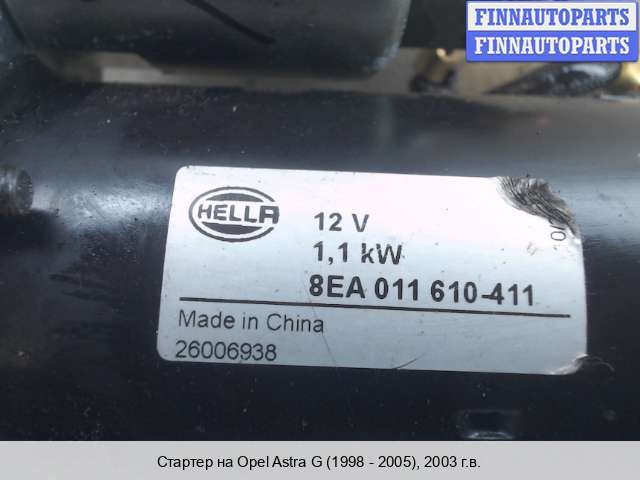 FINNAUTOPARTS
FINNAUTOPARTS
HELLA
12 V
1,1 kW
8EA 011 610-411
Made in China
26006938
Стартер на Opel Astra G (1998 - 2005), 2003 г.в.